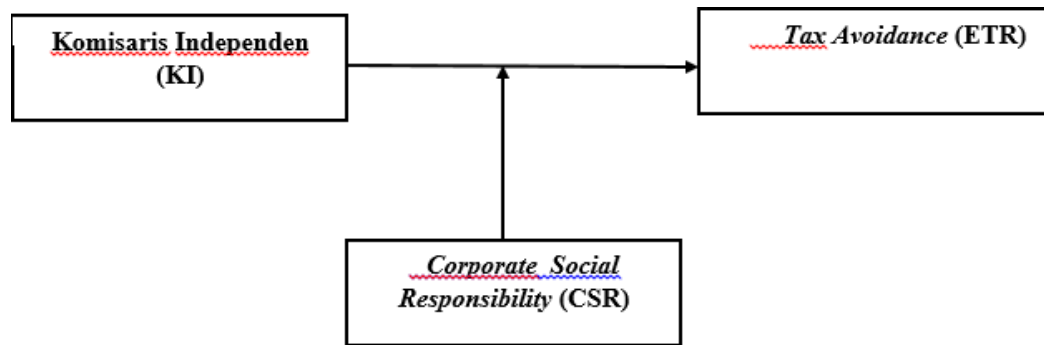 Komisaris Independen
(KI)
Tax Avoidance (ETR)
Corporate Social
Responsibility (CSR)